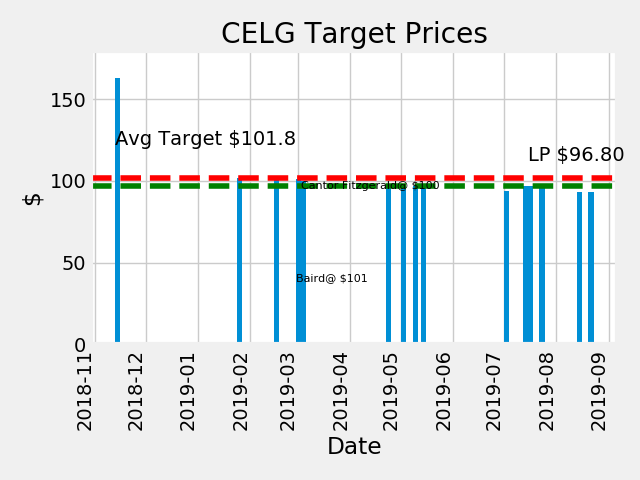 CELG Target Prices
$
150
100
50
0
Avg Target $101.8
LP $96.80
Cantor Fitzgerald@ $100
Baird@ $101
2018-11
2018-12
2019-01
2019-02
2019-03
2019-04
2019-05
2019-06
2019-07
2019-08
2019-09
Date